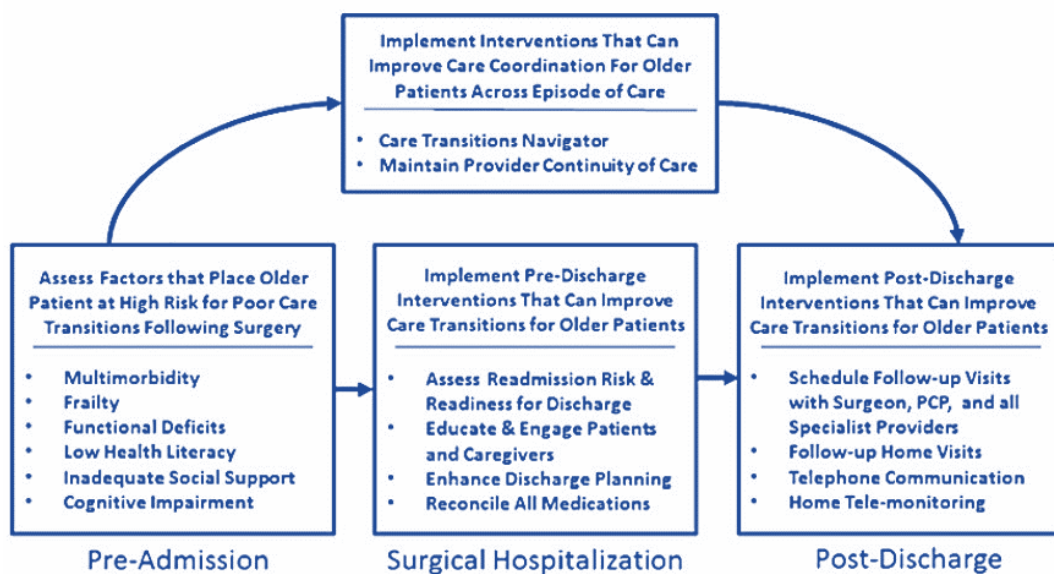 Implement Interventions That Can
Improve Care Coordination For Older
Patients Across Episode of Care
• Care Transitions Navigator
• Maintain Provider Continuity of Care
Assess Factors that Place Older
Patient at High Risk for Poor Care
Transitions Following Surgery
• Multimorbidity
• Frailty
• Functional Deficits
• Low Health Literacy
• Inadequate Social Support
• Cognitive Impairment
Pre-Admission
Implement Pre-Discharge
Interventions That Can Improve
Care Transitions for Older Patients
• Assess Readmission Risk &
Readiness for Discharge
• Educate & Engage Patients
and Caregivers
• Enhance Discharge Planning
• Reconcile All Medications
Surgical Hospitalization
Implement Post-Discharge
Interventions That Can Improve
Care Transitions for Older Patients
• Schedule Follow-up Visits
with Surgeon, PCP, and all
Specialist Providers
• Follow-up Home Visits
• Telephone Communication
• Home Tele-monitoring
Post-Discharge